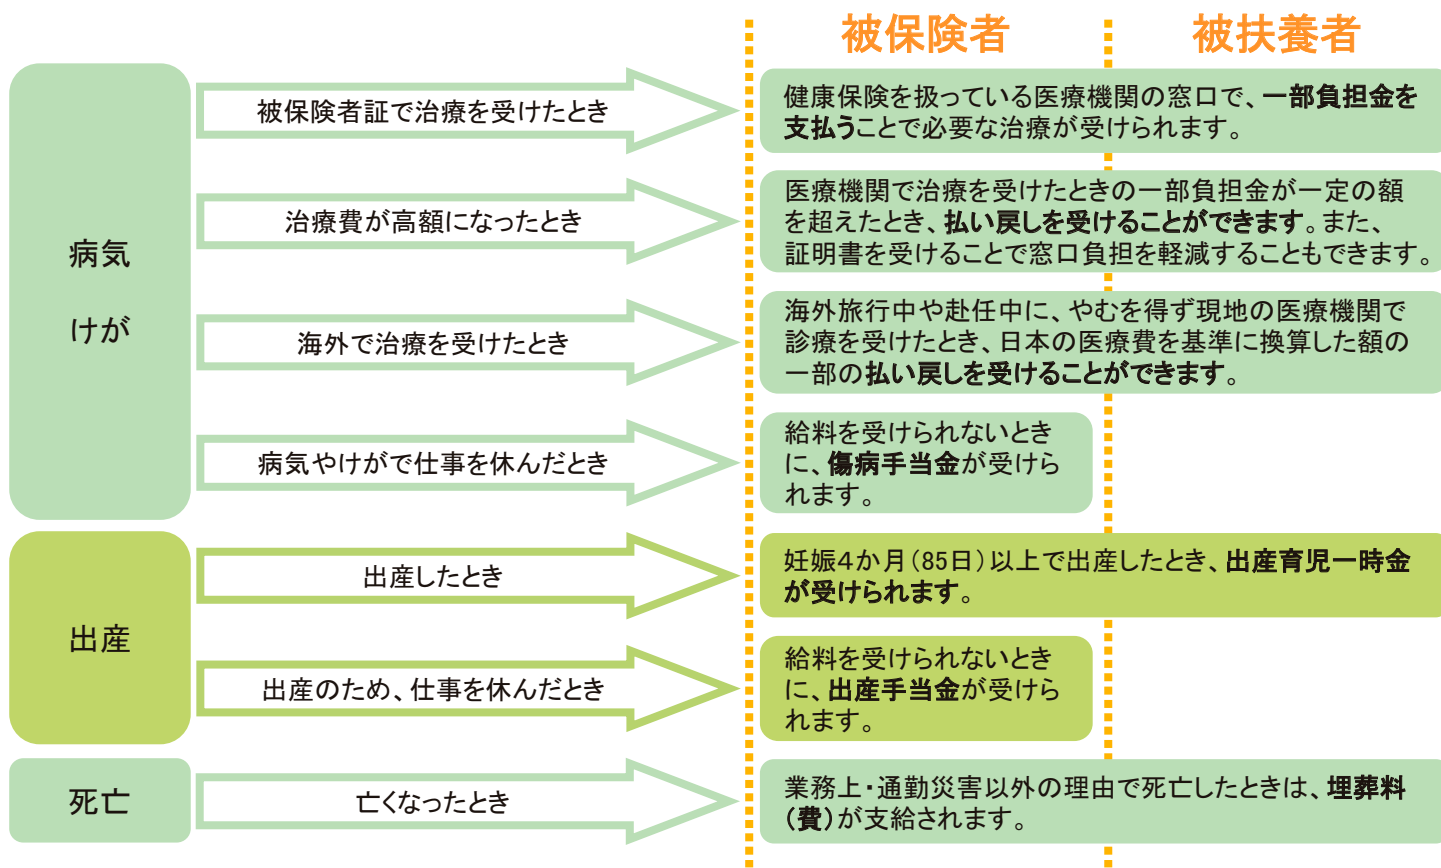 被保険者
被扶養者
病気
けが
被保険者証で治療を受けたとき
健康保険を扱っている医療機関の窓口で、一部負担金を
支払うことで必要な治療が受けられます。
治療費が高額になったとき
医療機関で治療を受けたときの一部負担金が一定の額
を超えたとき、払い戻しを受けることができます。また、
証明書を受けることで窓口負担を軽減することもできます。
海外で治療を受けたとき
海外旅行中や赴任中に、やむを得ず現地の医療機関で
診療を受けたとき、日本の医療費を基準に換算した額の
一部の払い戻しを受けることができます。
病気やけがで仕事を休んだとき
給料を受けられないとき
に、傷病手当金が受けら
れます。
出産
出産したとき
妊娠4か月(85日)以上で出産したとき、出産育児一時金
が受けられます。
出産のため、仕事を休んだとき
給料を受けられないとき
に、出産手当金が受けら
れます。
死亡
亡くなったとき
業務上・通勤災害以外の理由で死亡したときは、埋葬料
(費)が支給されます。